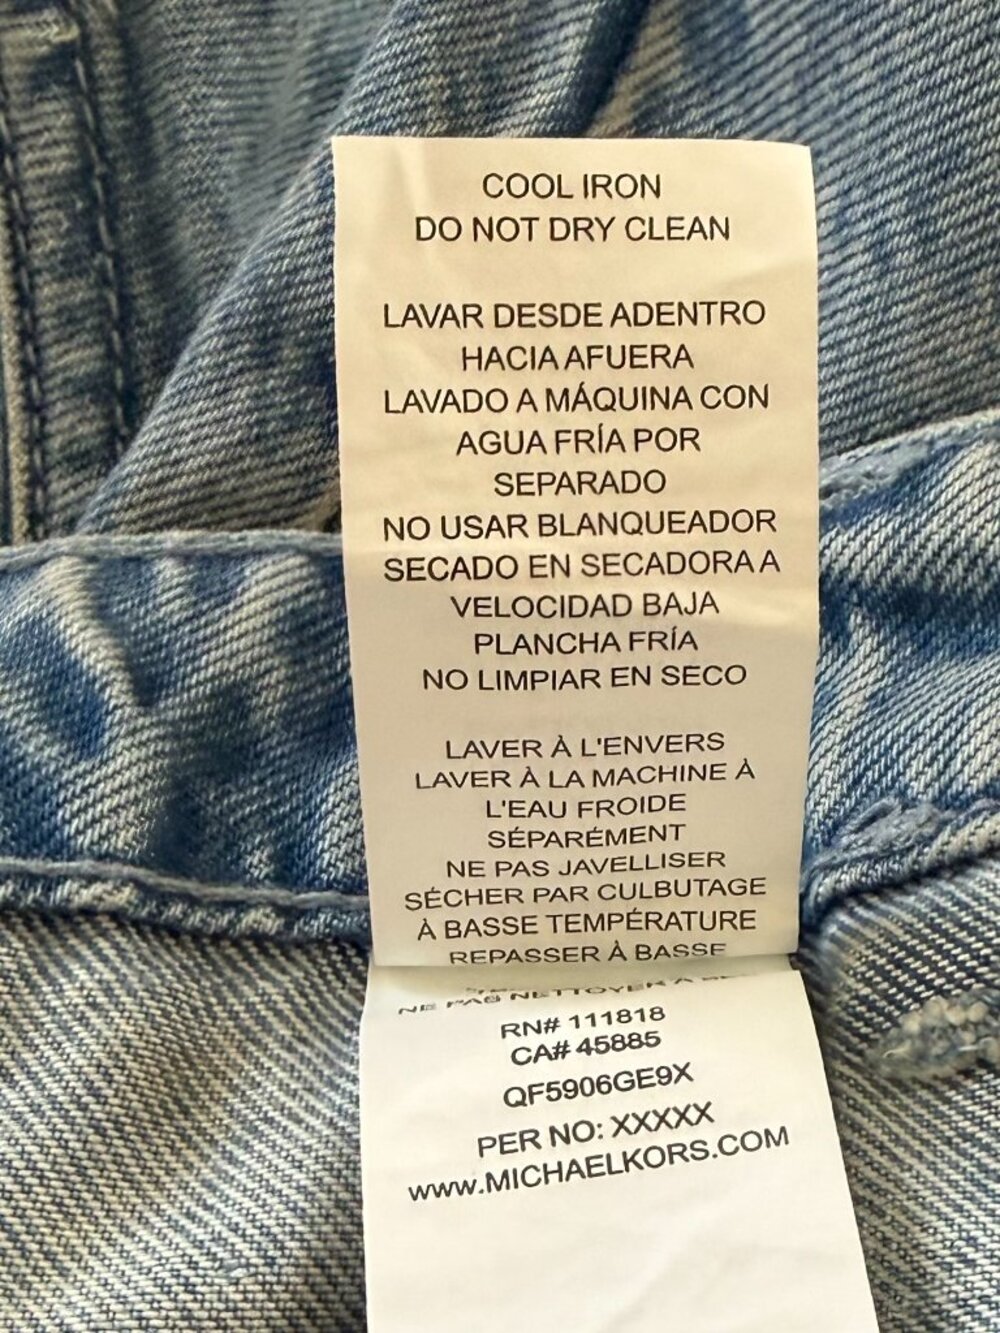 COOL IRON
DO NOT DRY CLEAN
LAVAR DESDE ADENTRO
HACIA AFUERA
LAVADO A MÁQUINA CON
AGUA FRÍA POR
SEPARADO
NO USAR BLANQUEADOR
SECADO EN SECADORA A
VELOCIDAD BAJA
PLANCHA FRÍA
NO LIMPIAR EN SECO
LAVER À L'ENVERS
LAVER À LA MACHINE À
L'EAU FROIDE
SÉPARÉMENT
NE PAS JAVELLISER
SÉCHER PAR CULBUTAGE
À BASSE TEMPÉRATURE
REPASSER À BASSE
NE PAS NETTOYER À
RN# 111818
CA# 45885
QF5906GE9X
PER NO: XXXXX
www.MICHAELKORS.COM